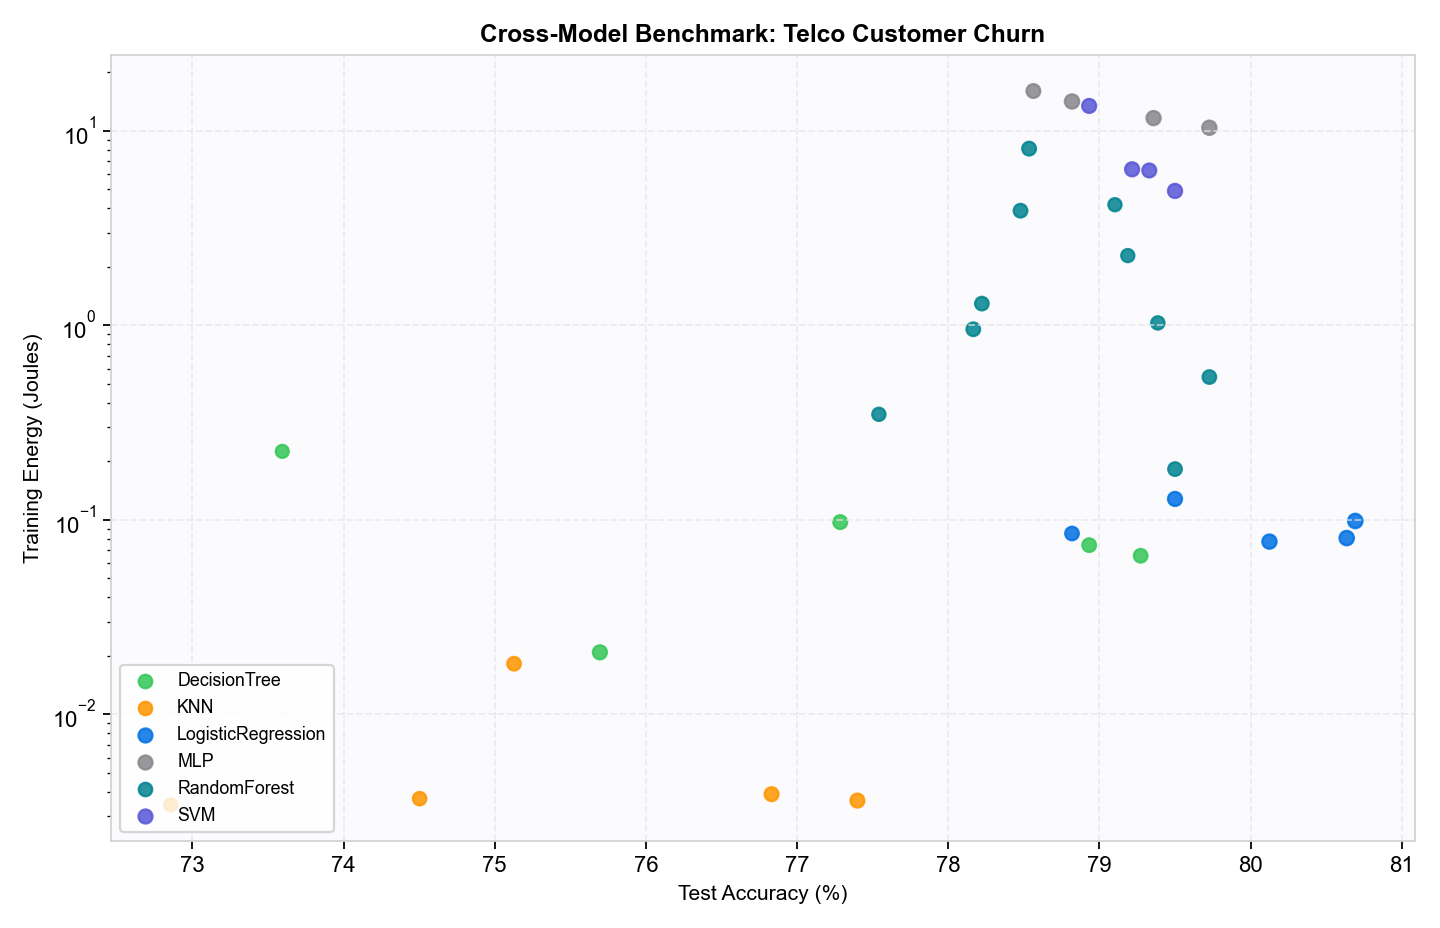 Cross-Model Benchmark: Telco Customer Churn
Training Energy (Joules)
10^1
10^0
10^−1
10^−2
DecisionTree
KNN
LogisticRegression
MLP
RandomForest
SVM
73 74 75 76 77 78 79 80 81
Test Accuracy (%)